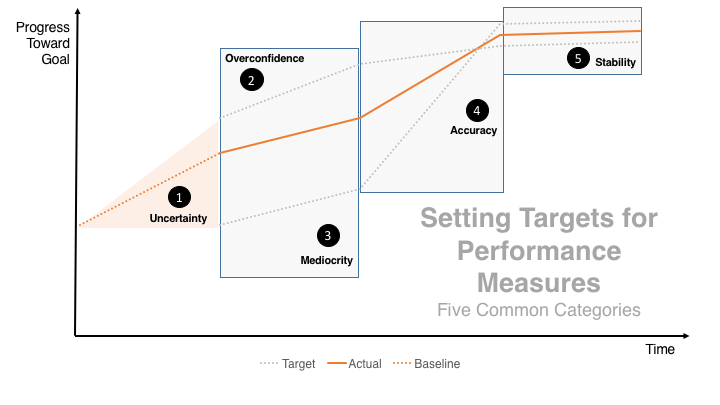 Progress
Toward
Goal
Overconfidence
2
1
Uncertainty
3
Mediocrity
4
Accuracy
5
Stability
Setting Targets for
Performance
Measures
Five Common Categories
Time
Target
Actual
Baseline